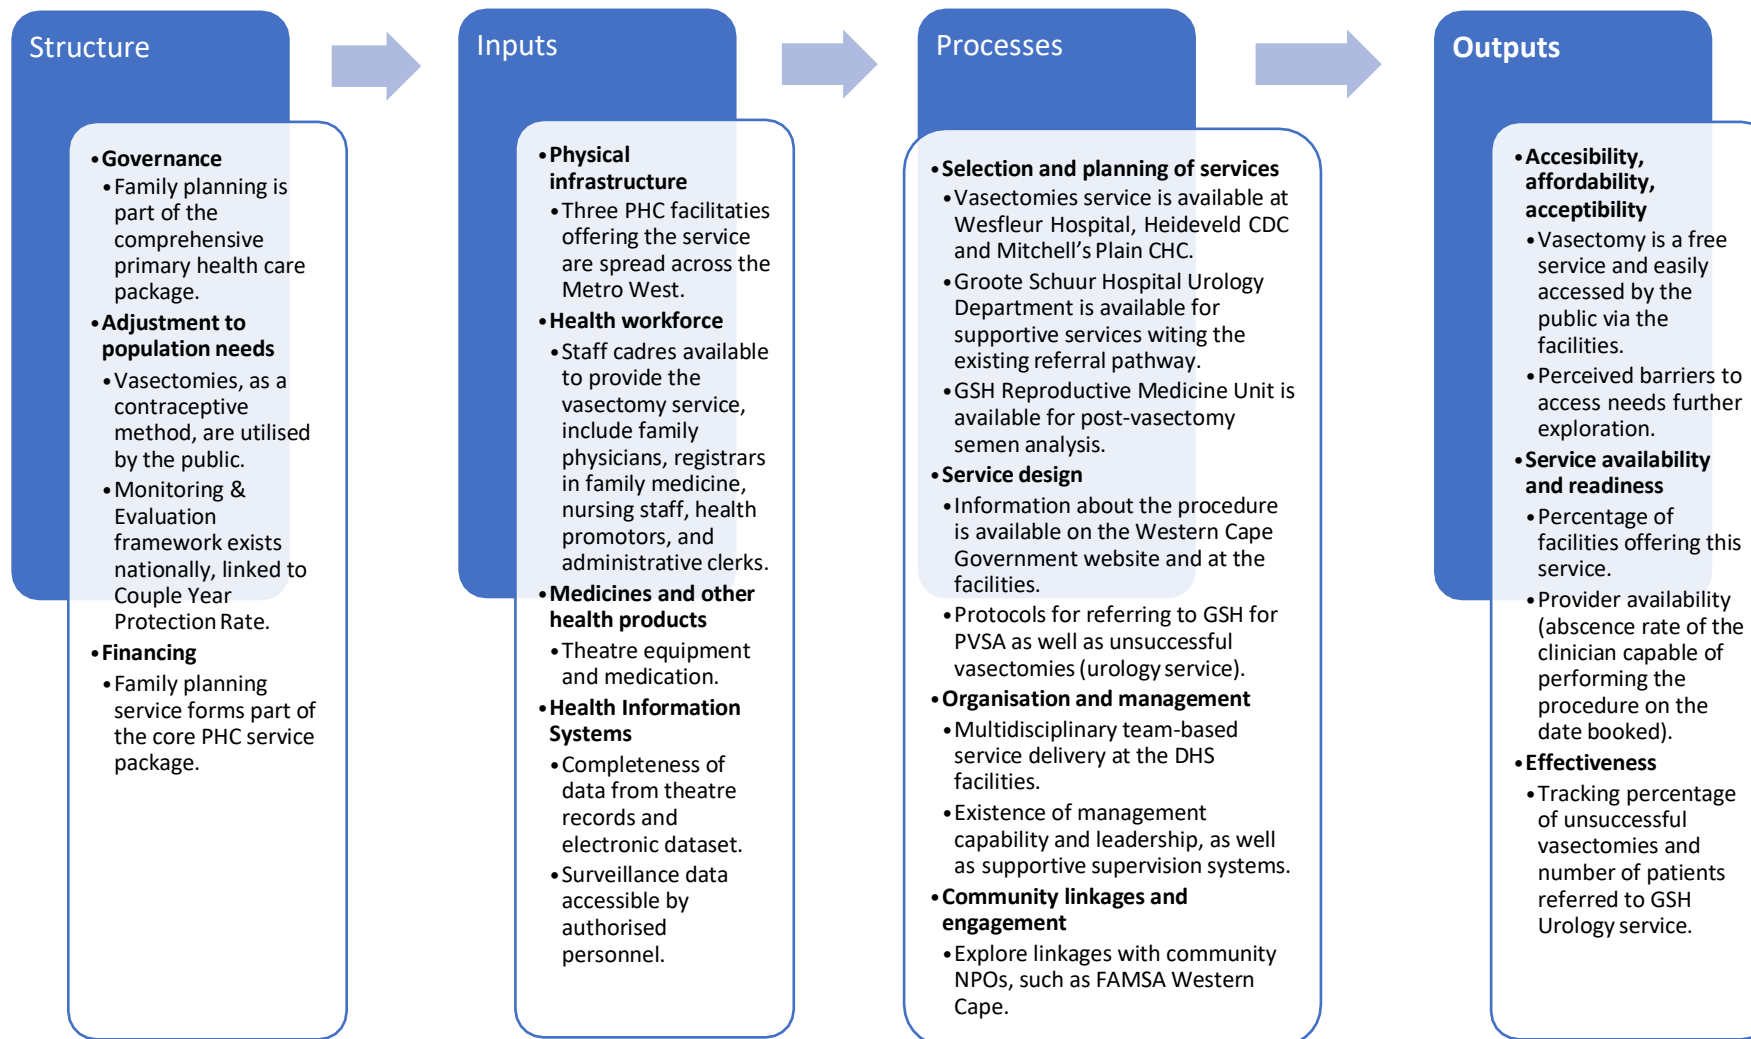 Structure
•Governance
•Family planning is
part of the
comprehensive
primary health care
package.
•Adjustment to
population needs
•Vasectomies, as a
contraceptive
method, are utilised
by the public.
•Monitoring &
Evaluation
framework exists
nationally, linked to
Couple Year
Protection Rate.
•Financing
•Family planning
service forms part of
the core PHC service
package.
Inputs
•Physical
infrastructure
•Three PHC facilitaties
offering the service
are spread across the
Metro West.
•Health workforce
•Staff cadres available
to provide the
vasectomy service,
include family
physicians, registrars
in family medicine,
nursing staff, health
promotors, and
administrative clerks.
•Medicines and other
health products
•Theatre equipment
and medication.
•Health Information
Systems
•Completeness of
data from theatre
records and
electronic dataset.
•Surveillance data
accessible by
authorised
personnel.
Processes
•Selection and planning of services
•Vasectomies service is available at
Wesfleur Hospital, Heideveld CDC
and Mitchell’s Plain CHC.
•Groote Schuur Hospital Urology
Department is available for
supportive services witing the
existing referral pathway.
•GSH Reproductive Medicine Unit is
available for post-vasectomy
semen analysis.
•Service design
•Information about the procedure
is available on the Western Cape
Government website and at the
facilities.
•Protocols for referring to GSH for
PVSA as well as unsuccessful
vasectomies (urology service).
•Organisation and management
•Multidisciplinary team-based
service delivery at the DHS
facilities.
•Existence of management
capability and leadership, as well
as supportive supervision systems.
•Community linkages and
engagement
•Explore linkages with community
NPOs, such as FAMSA Western
Cape.
Outputs
•Accesibility,
affordability,
acceptibility
•Vasectomy is a free
service and easily
accessed by the
public via the
facilities.
•Perceived barriers to
access needs further
exploration.
•Service availability
and readiness
•Percentage of
facilities offering this
service.
•Provider availability
(abscence rate of the
clinician capable of
performing the
procedure on the
date booked).
•Effectiveness
•Tracking percentage
of unsuccessful
vasectomies and
number of patients
referred to GSH
Urology service.